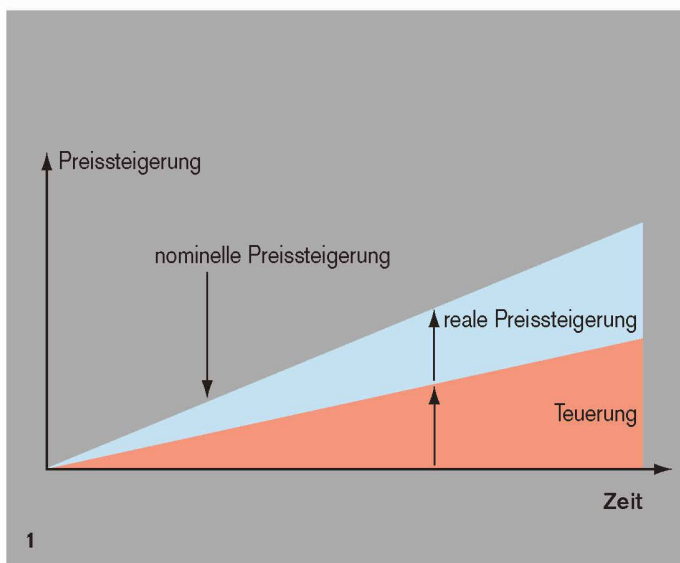 Preissteigerung
nominelle Preissteigerung
reale Preissteigerung
Teuerung
Zeit
1